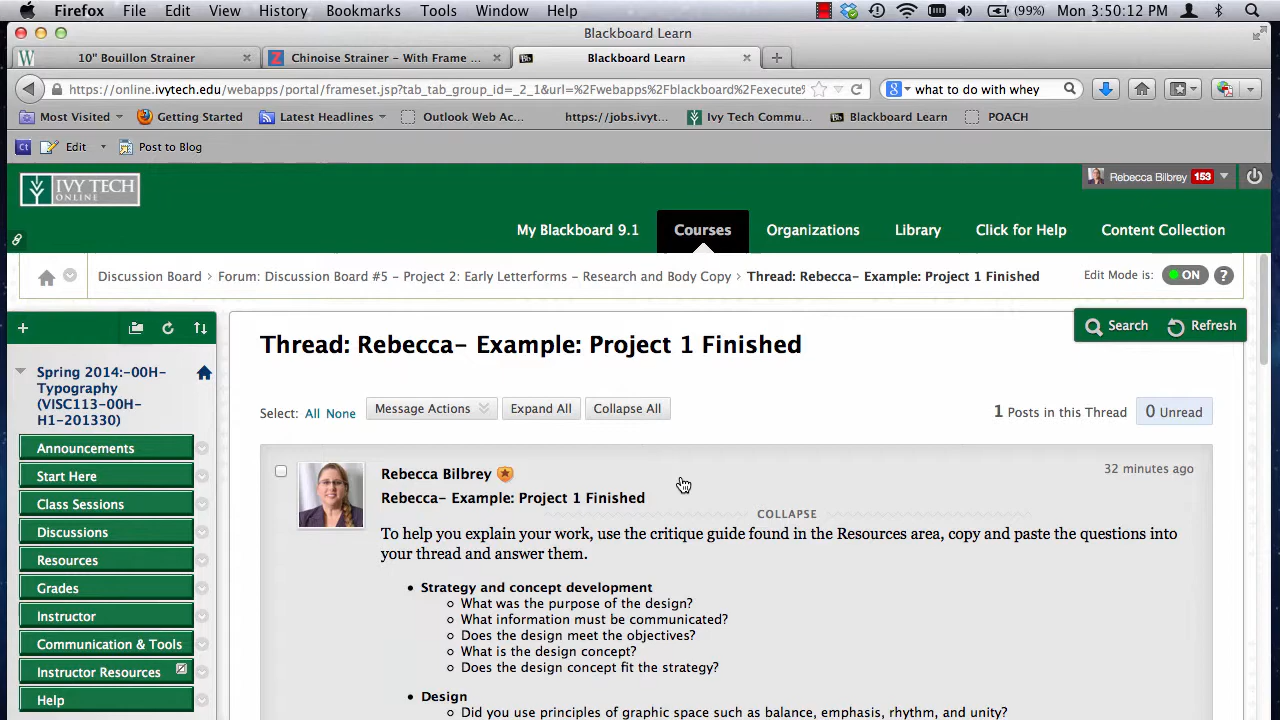 Firefox File Edit View History Bookmarks Tools Window Help (99%) Mon 3:50:12 PM
Blackboard Learn
10" Bouillon Strainer Chinoise Strainer – With Frame ... Blackboard Learn
https://online.ivytech.edu/webapps/portal/frameset.jsp?tab_tab_group_id=_2_1&url=%2Fwebapps%2Fblackboard%2Fexecute% what to do with whey
Most Visited Getting Started Latest Headlines Outlook Web Ac... https://jobs.ivyt... Ivy Tech Commu... Blackboard Learn POACH
Edit Post to Blog
IVY TECH
ONLINE
Rebecca Bilbrey 153
My Blackboard 9.1 Courses Organizations Library Click for Help Content Collection
Discussion Board Forum: Discussion Board #5 – Project 2: Early Letterforms – Research and Body Copy Thread: Rebecca– Example: Project 1 Finished Edit Mode is: ON ?
Search Refresh
Thread: Rebecca– Example: Project 1 Finished
Select: All None Message Actions Expand All Collapse All 1 Posts in this Thread 0 Unread
Rebecca Bilbrey 32 minutes ago
Rebecca– Example: Project 1 Finished
COLLAPSE
To help you explain your work, use the critique guide found in the Resources area, copy and paste the questions into
your thread and answer them.
Strategy and concept development
What was the purpose of the design?
What information must be communicated?
Does the design meet the objectives?
What is the design concept?
Does the design concept fit the strategy?
Design
Did you use principles of graphic space such as balance, emphasis, rhythm, and unity?
Spring 2014:-00H-
Typography
(VISC113-00H-
H1-201330)
Announcements
Start Here
Class Sessions
Discussions
Resources
Grades
Instructor
Communication & Tools
Instructor Resources
Help